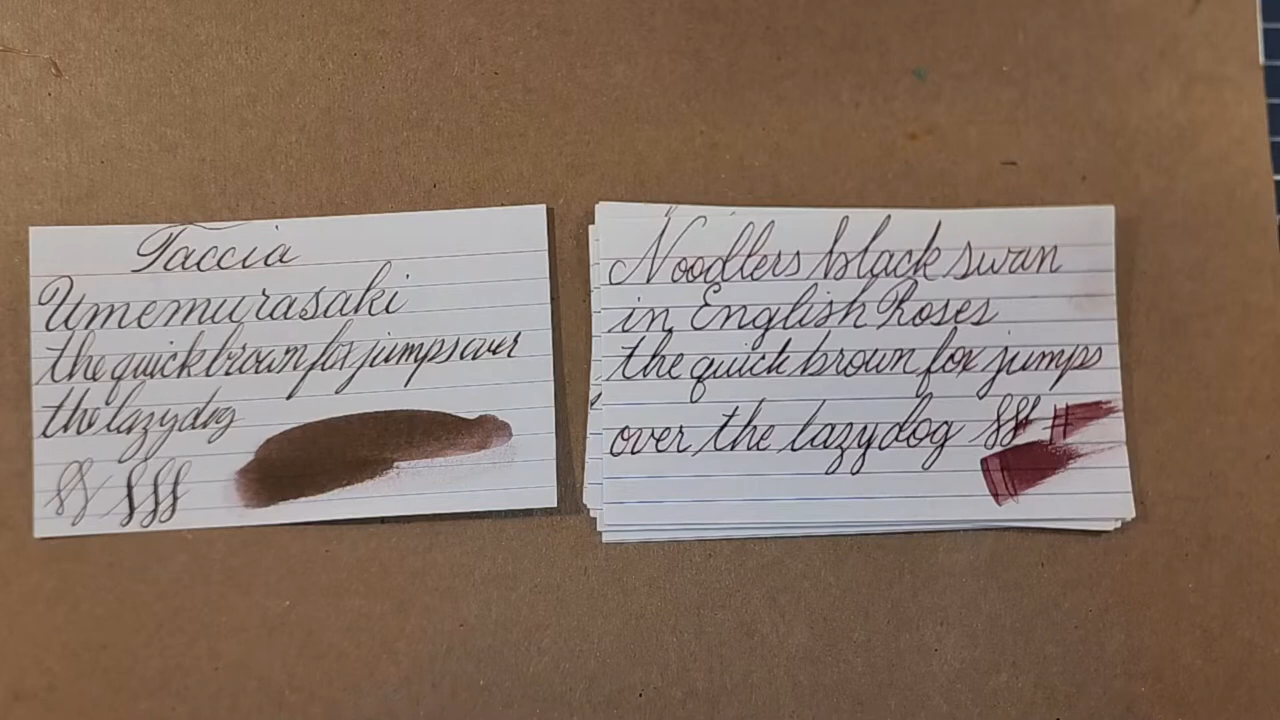 Taccia
Umemurasaki
the quick brown fox jumps over
the lazy dog
Noodlers black swan
in English Roses
the quick brown fox jumps
over the lazy dog